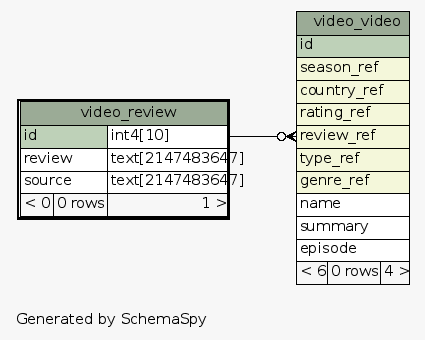 video_review
id int4[10]
review text[2147483647]
source text[2147483647]
< 0 0 rows 1 >
video_video
id
season_ref
country_ref
rating_ref
review_ref
type_ref
genre_ref
name
summary
episode
< 6 0 rows 4 >
Generated by SchemaSpy